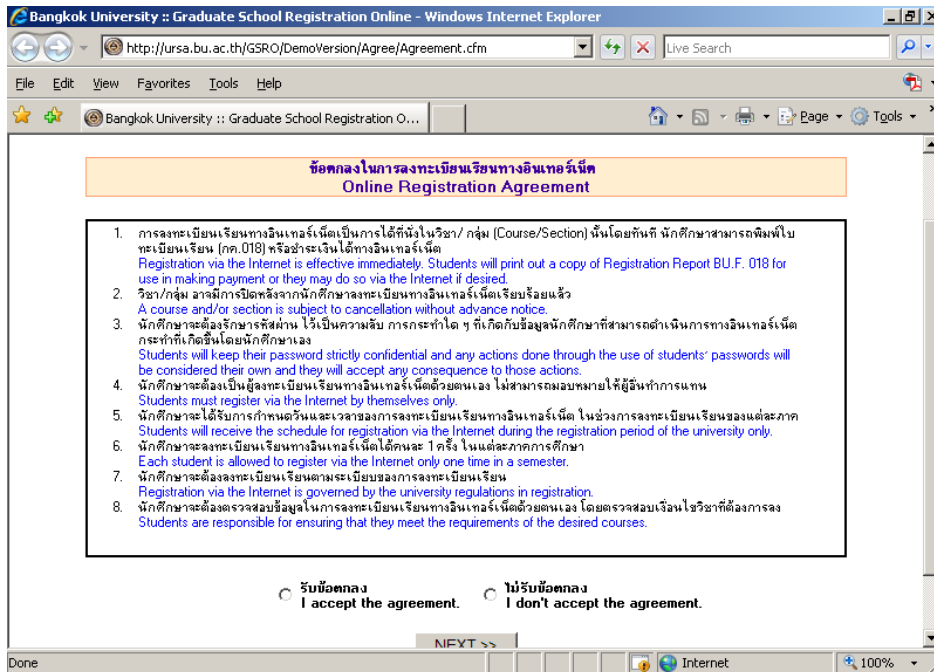 Bangkok University :: Graduate School Registration Online - Windows Internet Explorer
http://ursa.bu.ac.th/GSRO/DemoVersion/Agree/Agreement.cfm
Live Search
File Edit View Favorites Tools Help
Bangkok University :: Graduate School Registration O...
Page Tools
ข้อตกลงในการลงทะเบียนเรียนทางอินเทอร์เน็ต
Online Registration Agreement
1. การลงทะเบียนเรียนทางอินเทอร์เน็ตเป็นการได้ที่นั่งในวิชา/ กลุ่ม (Course/Section) นั้นโดยทันที นักศึกษาสามารถพิมพ์ใบ
ทะเบียนเรียน (กค.018) หรือชำระเงินได้ทางอินเทอร์เน็ต
Registration via the Internet is effective immediately. Students will print out a copy of Registration Report BU.F. 018 for
use in making payment or they may do so via the Internet if desired.
2. วิชา/กลุ่ม อาจมีการปิดหลังจากนักศึกษาลงทะเบียนทางอินเทอร์เน็ตเรียบร้อยแล้ว
A course and/or section is subject to cancellation without advance notice.
3. นักศึกษาจะต้องรักษารหัสผ่าน ไว้เป็นความลับ การกระทำใด ๆ ที่เกิดกับข้อมูลนักศึกษาที่สามารถดำเนินการทางอินเทอร์เน็ต
กระทำที่เกิดขึ้นโดยนักศึกษาเอง
Students will keep their password strictly confidential and any actions done through the use of students' passwords will
be considered their own and they will accept any consequence to those actions.
4. นักศึกษาจะต้องเป็นผู้ลงทะเบียนเรียนทางอินเทอร์เน็ตด้วยตนเอง ไม่สามารถมอบหมายให้ผู้อื่นทำการแทน
Students must register via the Internet by themselves only.
5. นักศึกษาจะได้รับการกำหนดวันและเวลาของการลงทะเบียนเรียนทางอินเทอร์เน็ต ในช่วงการลงทะเบียนเรียนของแต่ละภาค
Students will receive the schedule for registration via the Internet during the registration period of the university only.
6. นักศึกษาจะลงทะเบียนเรียนทางอินเทอร์เน็ตได้คนละ 1 ครั้ง ในแต่ละภาคการศึกษา
Each student is allowed to register via the Internet only one time in a semester.
7. นักศึกษาจะต้องลงทะเบียนเรียนตามระเบียบของการลงทะเบียนเรียน
Registration via the Internet is governed by the university regulations in registration.
8. นักศึกษาจะต้องตรวจสอบข้อมูลในการลงทะเบียนเรียนทางอินเทอร์เน็ตด้วยตนเอง โดยตรวจสอบเงื่อนไขวิชาที่ต้องการลง
Students are responsible for ensuring that they meet the requirements of the desired courses.
รับข้อตกลง ไม่รับข้อตกลง
I accept the agreement. I don't accept the agreement.
NEXT >>
Done Internet 100%